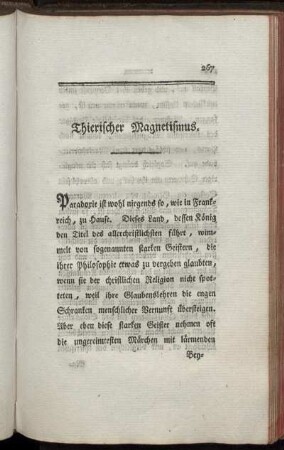 267
Thierischer Magnetismus.
Paradoxie ist wohl nirgends so, wie in Frank-
reich, zu Hause. Dieses Land, dessen König
den Titel des allerchristlichsten führt, wim-
melt von sogenannten starken Geistern, die
ihrer Philosophie etwas zu vergeben glaubten,
wenn sie der christlichen Religion nicht spot-
teten, weil ihre Glaubenslehren die engen
Schranken menschlicher Vernunft übersteigen.
Aber eben diese starken Geister nehmen oft
die ungereimtesten Märchen mit lärmenden
Bey-